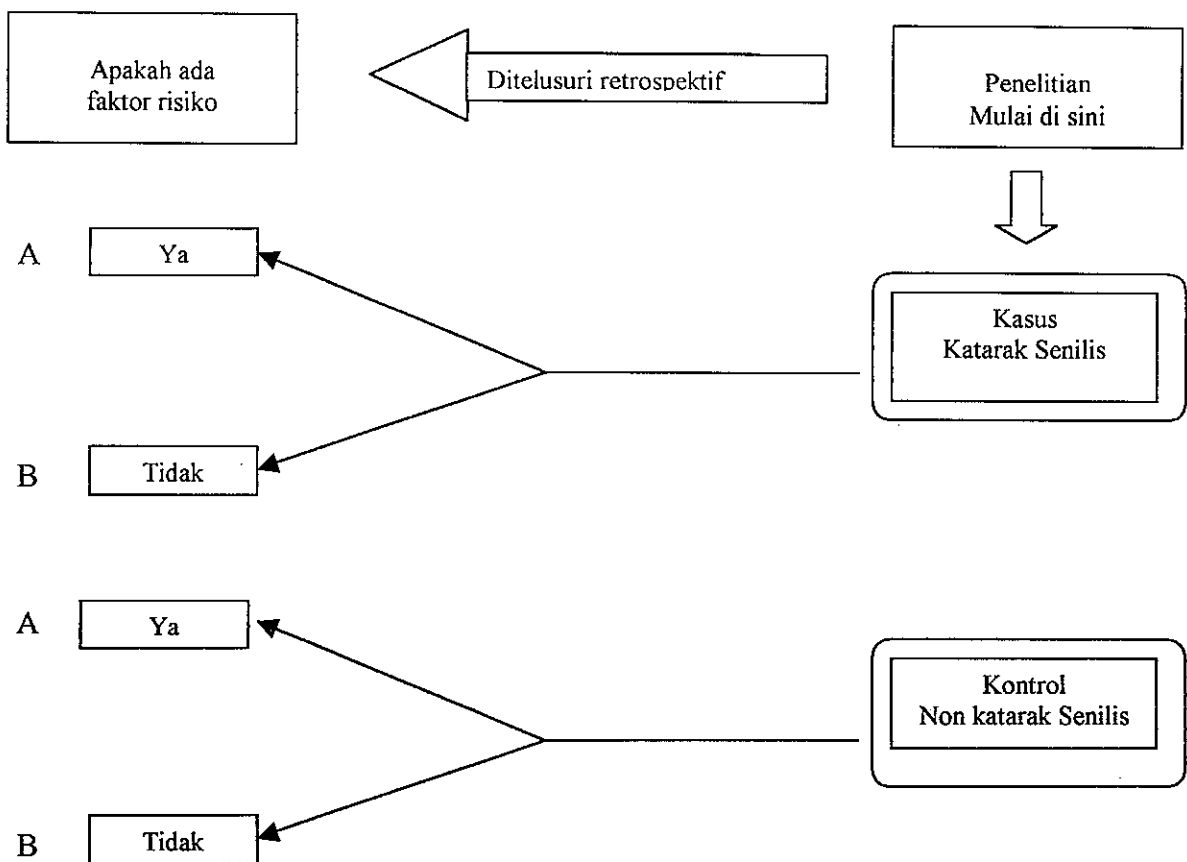 Apakah ada
faktor risiko
Ditelusuri retrospektif
Penelitian
Mulai di sini
A
Ya
Kasus
Katarak Senilis
B
Tidak
A
Ya
Kontrol
Non katarak Senilis
B
Tidak